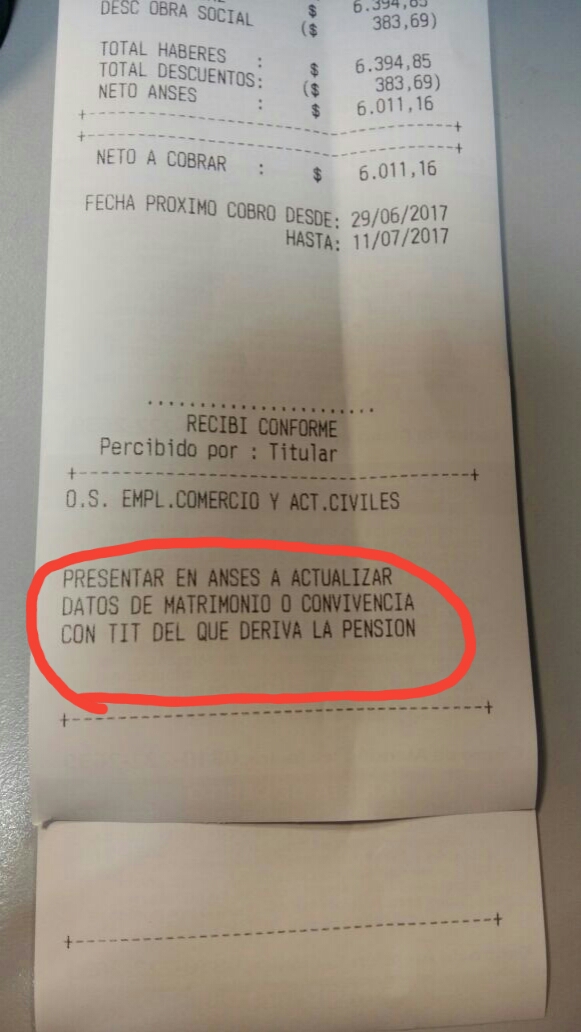 DESC OBRA SOCIAL $ 6.394,85
($ 383,69)
TOTAL HABERES : $ 6.394,85
TOTAL DESCUENTOS: ($ 383,69)
NETO ANSES : $ 6.011,16
+--------------------------------------+
+--------------------------------------+
NETO A COBRAR : $ 6.011,16
FECHA PROXIMO COBRO DESDE: 29/06/2017
HASTA: 11/07/2017
........................
RECIBI CONFORME
Percibido por : Titular
+--------------------------------------+
O.S. EMPL.COMERCIO Y ACT.CIVILES
PRESENTAR EN ANSES A ACTUALIZAR
DATOS DE MATRIMONIO O CONVIVENCIA
CON TIT DEL QUE DERIVA LA PENSION
+--------------------------------------+
+--------------------------------------+